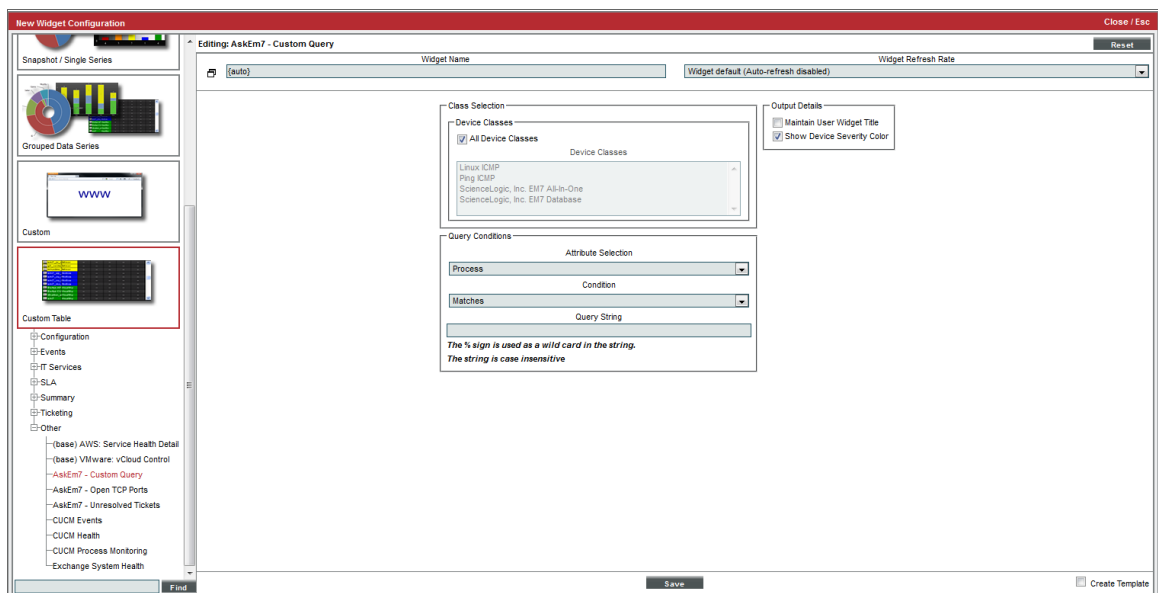 New Widget Configuration
Close / Esc
Snapshot / Single Series
Grouped Data Series
www
Custom
Custom Table
Configuration
Events
IT Services
SLA
Summary
Ticketing
Other
(base) AWS: Service Health Detail
(base) VMware: vCloud Control
AskEm7 - Custom Query
AskEm7 - Open TCP Ports
AskEm7 - Unresolved Tickets
CUCM Events
CUCM Health
CUCM Process Monitoring
Exchange System Health
Find
Editing: AskEm7 - Custom Query
Reset
Widget Name
Widget Refresh Rate
{auto}
Widget default (Auto-refresh disabled)
Class Selection
Device Classes
All Device Classes
Device Classes
Linux ICMP
Ping ICMP
ScienceLogic, Inc. EM7 All-In-One
ScienceLogic, Inc. EM7 Database
Output Details
Maintain User Widget Title
Show Device Severity Color
Query Conditions
Attribute Selection
Process
Condition
Matches
Query String
The % sign is used as a wild card in the string.
The string is case insensitive
Save
Create Template